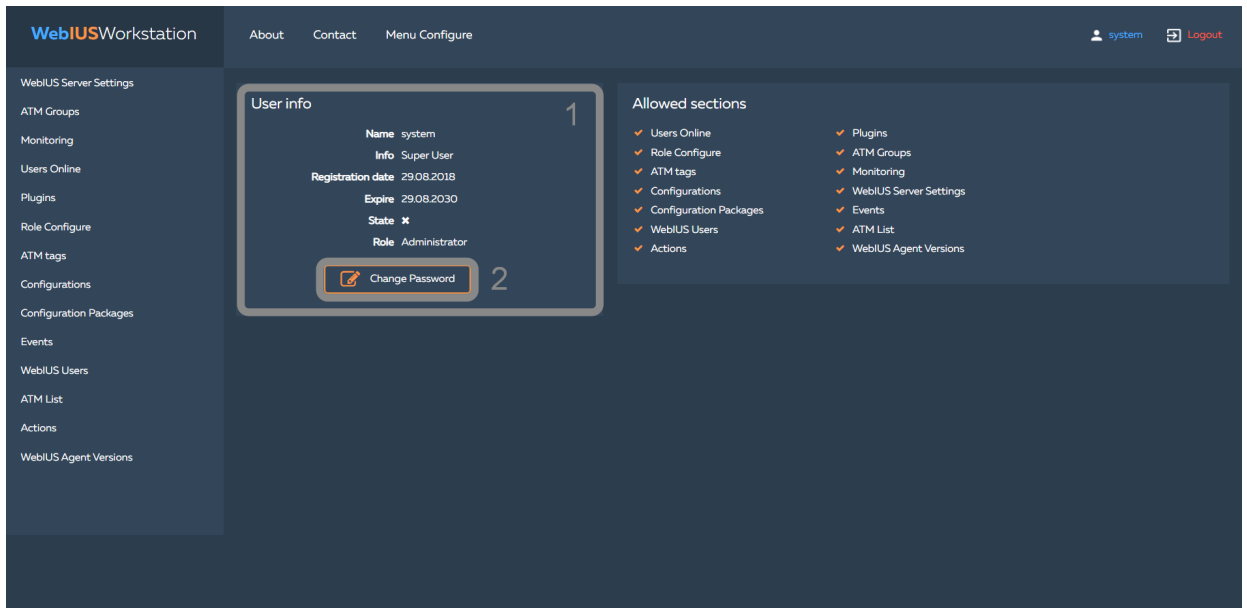 WebIUSWorkstation
About Contact Menu Configure
system Logout
WebIUS Server Settings
ATM Groups
Monitoring
Users Online
Plugins
Role Configure
ATM tags
Configurations
Configuration Packages
Events
WebIUS Users
ATM List
Actions
WebIUS Agent Versions
User info
1
Name system
Info Super User
Registration date 29.08.2018
Expire 29.08.2030
State ✖
Role Administrator
Change Password
2
Allowed sections
Users Online
Role Configure
ATM tags
Configurations
Configuration Packages
WebIUS Users
Actions
Plugins
ATM Groups
Monitoring
WebIUS Server Settings
Events
ATM List
WebIUS Agent Versions